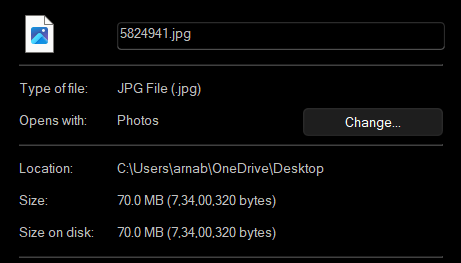 5824941.jpg
Type of file: JPG File (.jpg)
Opens with: Photos Change...
Location: C:\Users\arnab\OneDrive\Desktop
Size: 70.0 MB (7,34,00,320 bytes)
Size on disk: 70.0 MB (7,34,00,320 bytes)